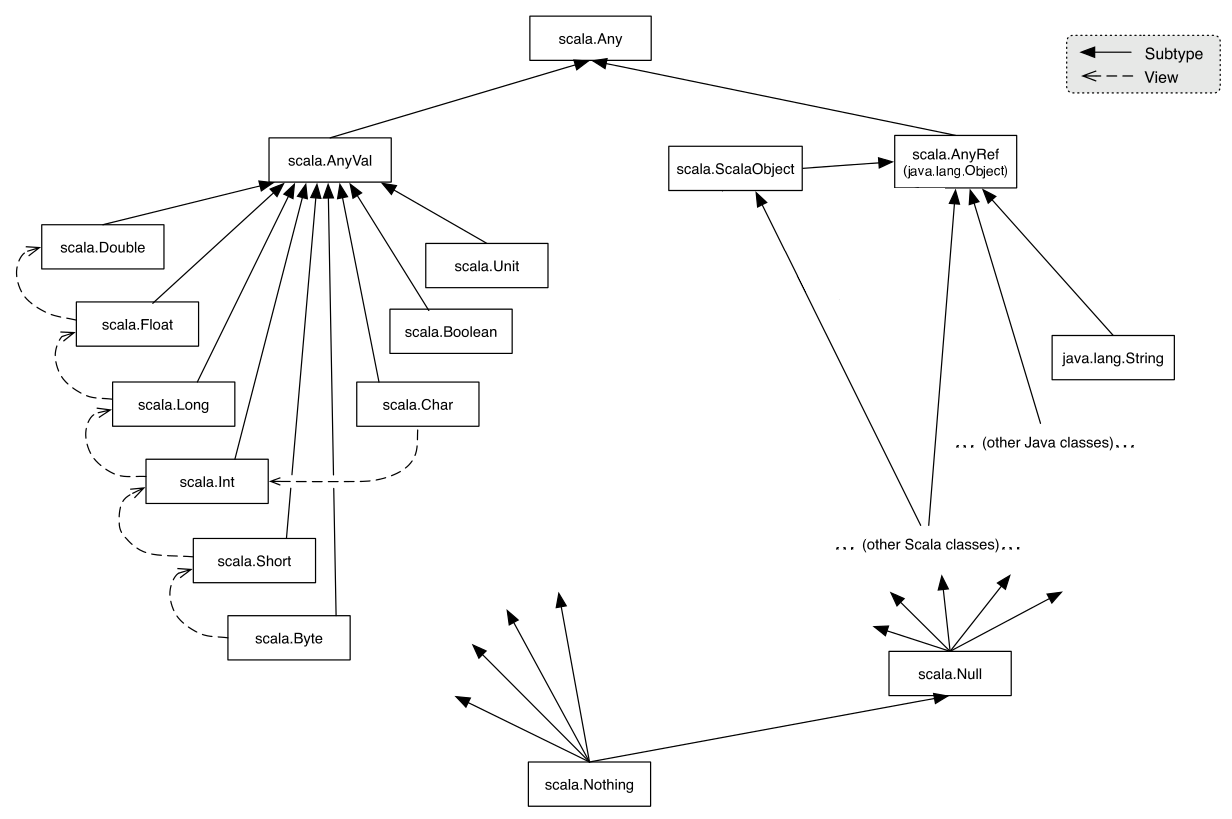 scala.Any
Subtype
View
scala.AnyVal
scala.ScalaObject
scala.AnyRef
(java.lang.Object)
scala.Double
scala.Unit
scala.Float
scala.Boolean
java.lang.String
scala.Long
scala.Char
... (other Java classes)...
scala.Int
... (other Scala classes)...
scala.Short
scala.Byte
scala.Null
scala.Nothing